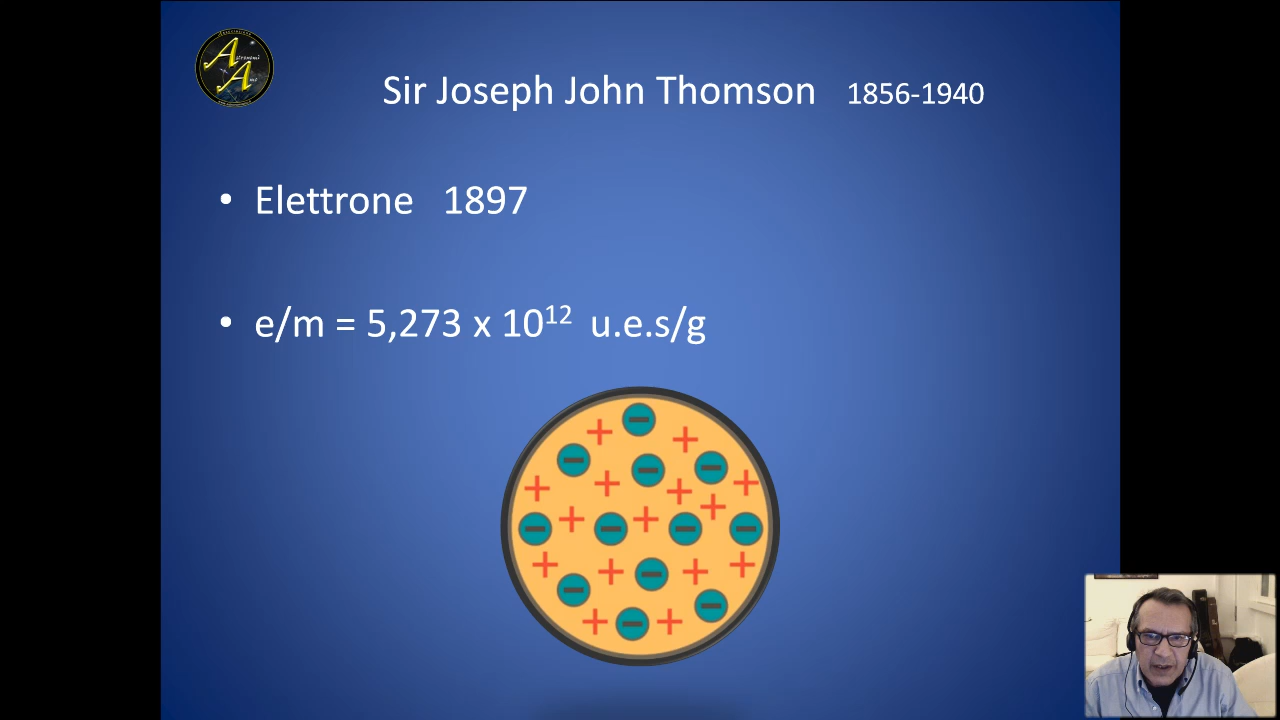 Sir Joseph John Thomson 1856-1940
• Elettrone 1897
• e/m = 5,273 x 10¹² u.e.s/g